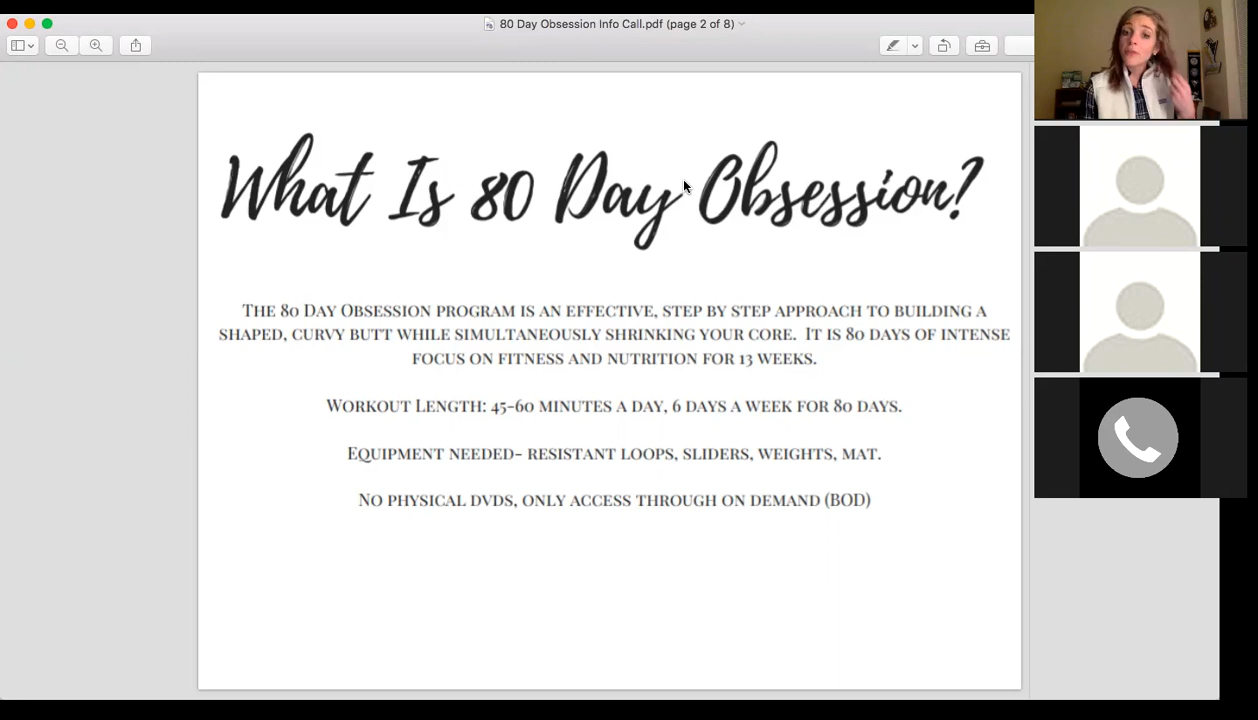 80 Day Obsession Info Call.pdf (page 2 of 8)
What Is 80 Day Obsession?
The 80 Day Obsession program is an effective, step by step approach to building a
shaped, curvy butt while simultaneously shrinking your core. It is 80 days of intense
focus on fitness and nutrition for 13 weeks.
Workout Length: 45-60 minutes a day, 6 days a week for 80 days.
Equipment needed- resistant loops, sliders, weights, mat.
No physical dvds, only access through on demand (BOD)